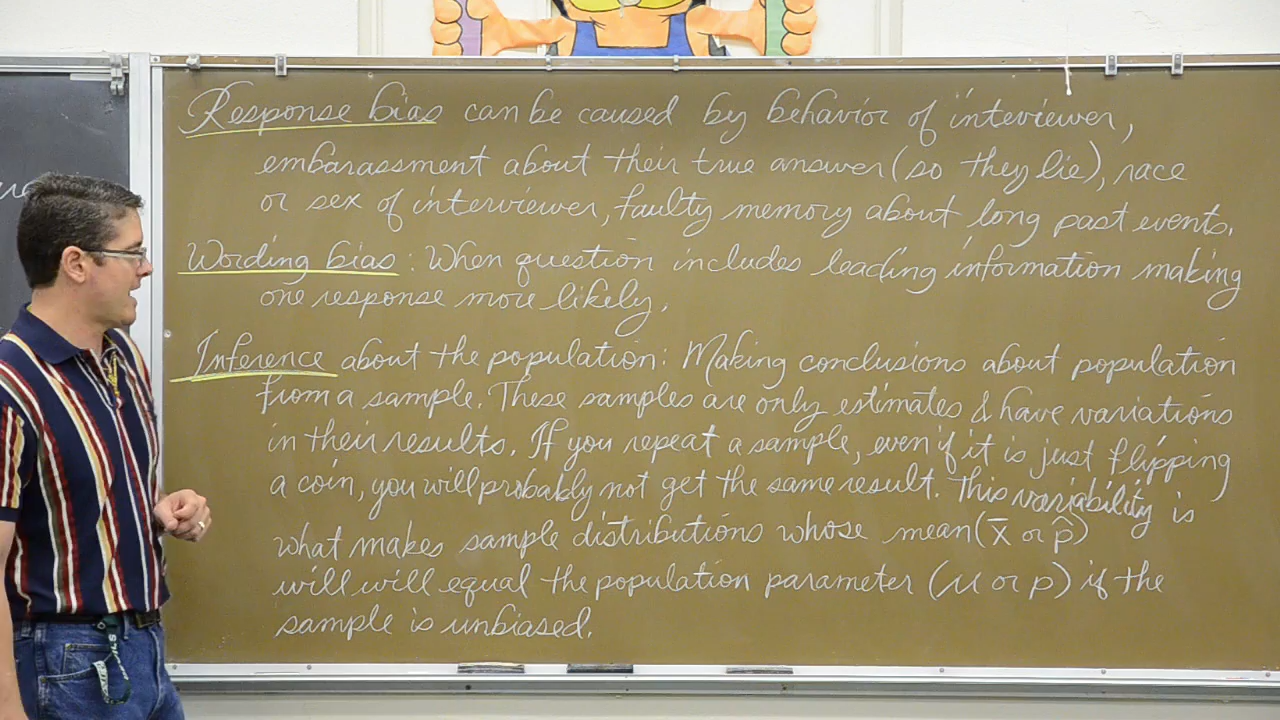 Response bias can be caused by behavior of interviewer,
embarassment about their true answer (so they lie), race
or sex of interviewer, faulty memory about long past events.
Wording bias: When question includes leading information making
one response more likely.
Inference about the population: Making conclusions about population
from a sample. These samples are only estimates & have variations
in their results. If you repeat a sample, even if it is just flipping
a coin, you will probably not get the same result. This variability is
what makes sample distributions whose mean (x̄ or p̂)
will will equal the population parameter (μ or p) if the
sample is unbiased.